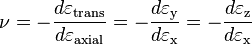 ν = − dε_trans / dε_axial = − dε_y / dε_x = − dε_z / dε_x